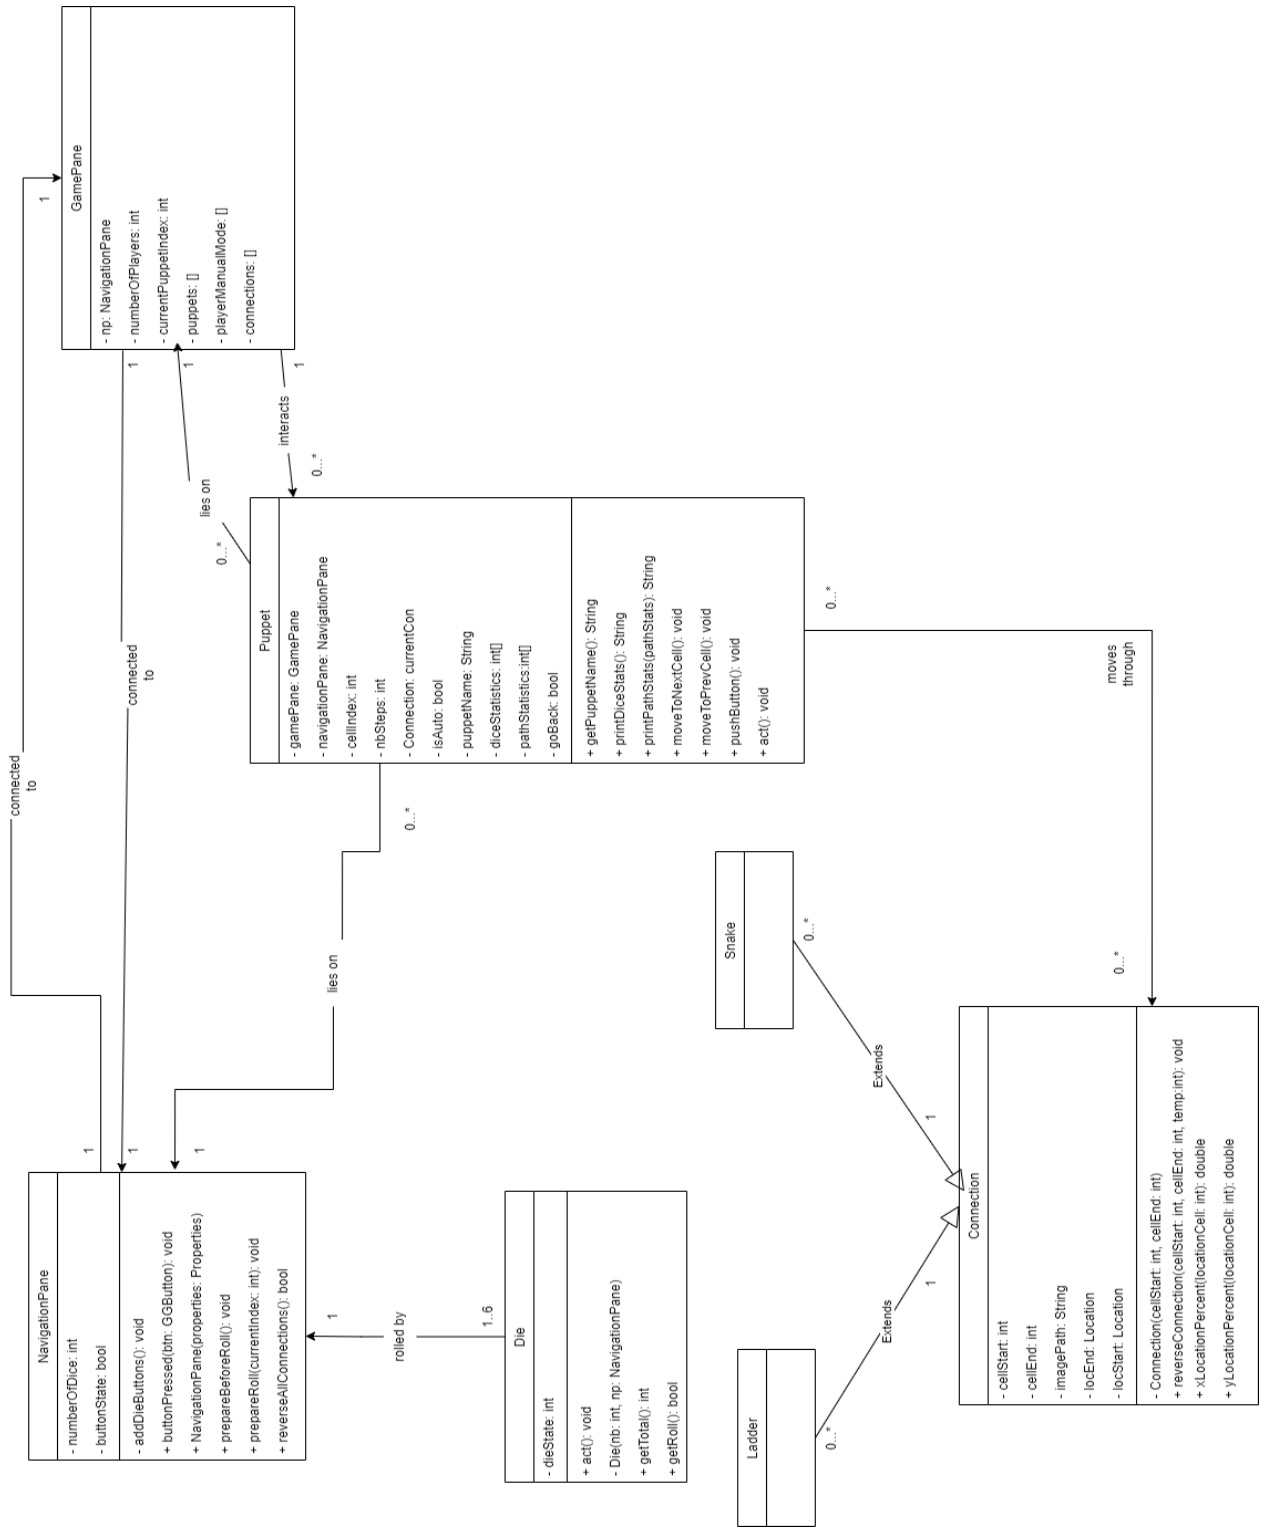 GamePane
- np: NavigationPane
- numberOfPlayers: int
- currentPuppetIndex: int
- puppets: []
- playerManualMode: []
- connections: []
1
1
1
1
connected
to
connected
to
lies on
interacts
0...*
0...*
Puppet
- gamePane: GamePane
- navigationPane: NavigationPane
- cellIndex: int
- nbSteps: int
- Connection: currentCon
- isAuto: bool
- puppetName: String
- diceStatistics: int[]
- pathStatistics:int[]
- goBack: bool
+ getPuppetName(): String
+ printDiceStats(): String
+ printPathStats(pathStats): String
+ moveToNextCell(): void
+ moveToPrevCell(): void
+ pushButton(): void
+ act(): void
0...*
0...*
moves
through
0...*
lies on
1
1
1
NavigationPane
- numberOfDice: int
- buttonState: bool
- addDieButtons(): void
+ buttonPressed(btn: GGButton): void
+ NavigationPane(properties: Properties)
+ prepareBeforeRoll(): void
+ prepareRoll(currentIndex: int): void
+ reverseAllConnections(): bool
1
rolled by
1..6
Die
- dieState: int
+ act(): void
- Die(nb: int, np: NavigationPane)
+ getTotal(): int
+ getRoll(): bool
Snake
0...*
Extends
1
Ladder
0...*
Extends
1
Connection
- cellStart: int
- cellEnd: int
- imagePath: String
- locEnd: Location
- locStart: Location
- Connection(cellStart: int, cellEnd: int)
+ reverseConnection(cellStart: int, cellEnd: int, temp:int): void
+ xLocationPercent(locationCell: int): double
+ yLocationPercent(locationCell: int): double